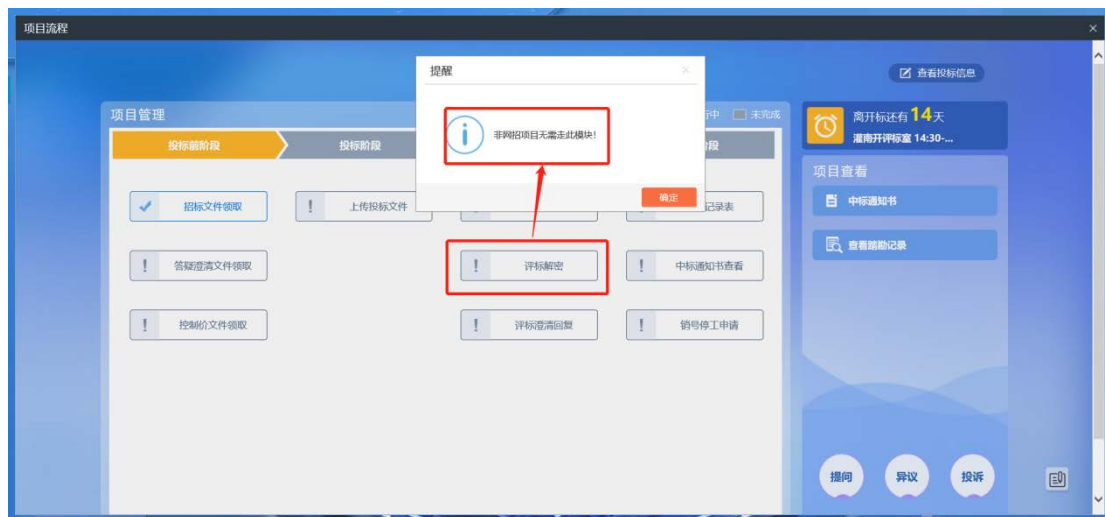 项目流程
提醒
查看投标信息
项目管理
未完成
离开标还有14天
灌南开评标室 14:30-...
非网招项目无需走此模块!
投标前阶段
投标阶段
段
项目查看
确定
中标通知书
招标文件领取
上传投标文件
记录表
查看踏勘记录
答疑澄清文件领取
评标解密
中标通知书查看
控制价文件领取
评标澄清回复
销号停工申请
提问
异议
投诉